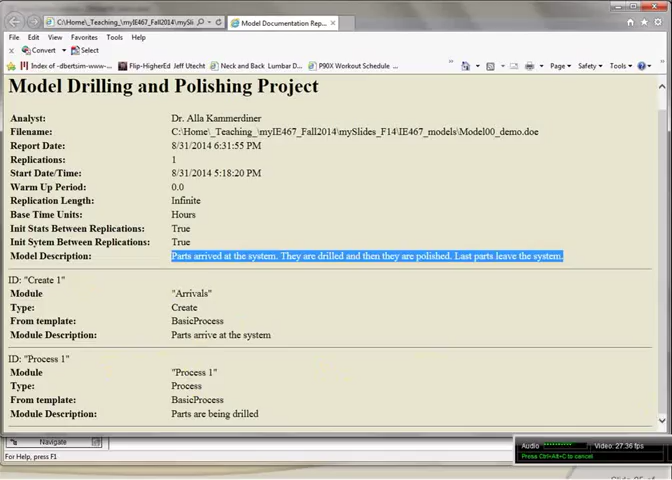 C:\Home\_Teaching_\myIE467_Fall2014\mySli
Model Documentation Rep...
File Edit View Favorites Tools Help
Convert Select
Index of -dbertsim-www-... Flip-HigherEd Jeff Utecht Neck and Back Lumbar D... P90X Workout Schedule ... Page Safety Tools
Model Drilling and Polishing Project
Analyst: Dr. Alla Kammerdiner
Filename: C:\Home\_Teaching_\myIE467_Fall2014\mySlides_F14\IE467_models\Model00_demo.doe
Report Date: 8/31/2014 6:31:55 PM
Replications: 1
Start Date/Time: 8/31/2014 5:18:20 PM
Warm Up Period: 0.0
Replication Length: Infinite
Base Time Units: Hours
Init Stats Between Replications: True
Init Sytem Between Replications: True
Model Description: Parts arrived at the system. They are drilled and then they are polished. Last parts leave the system.
ID: "Create 1"
Module "Arrivals"
Type: Create
From template: BasicProcess
Module Description: Parts arrive at the system
ID: "Process 1"
Module "Process 1"
Type: Process
From template: BasicProcess
Module Description: Parts are being drilled
Navigate
For Help, press F1
Audio Video: 27.36 fps
Press Ctrl+Alt+C to cancel